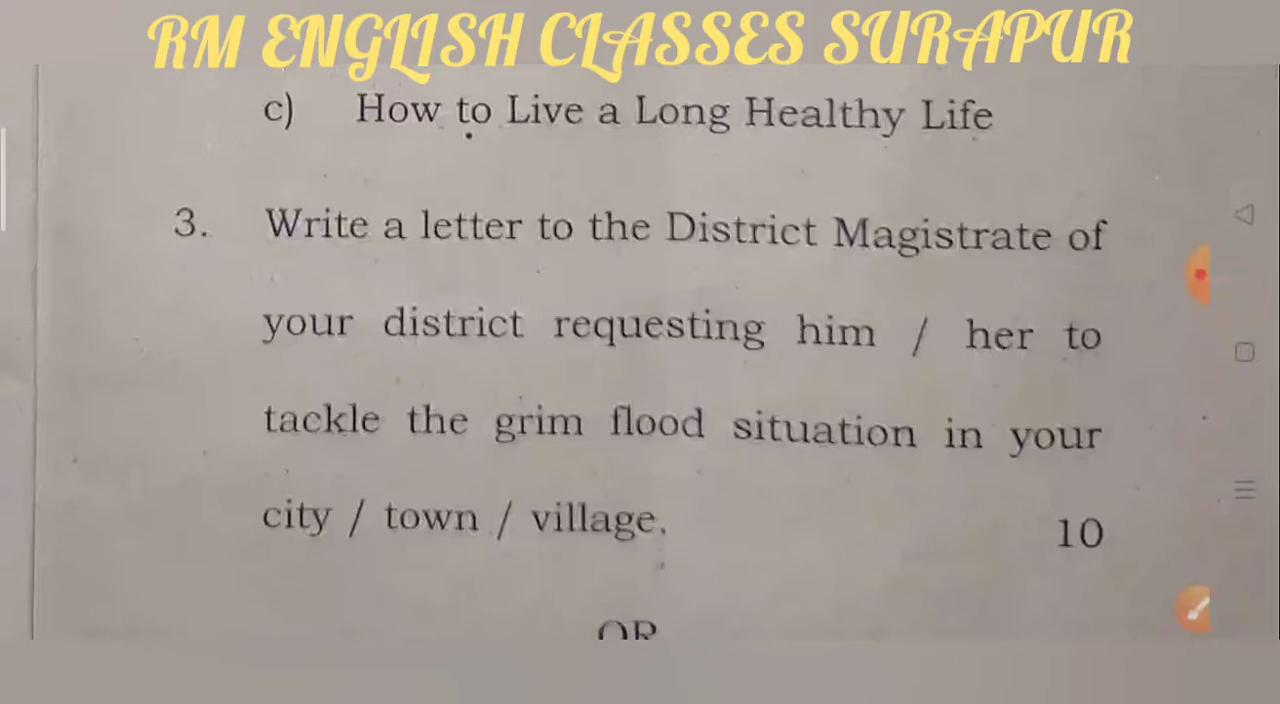 RM ENGLISH CLASSES SURAPUR
c) How to Live a Long Healthy Life
3. Write a letter to the District Magistrate of
your district requesting him / her to
tackle the grim flood situation in your
city / town / village. 10
OR